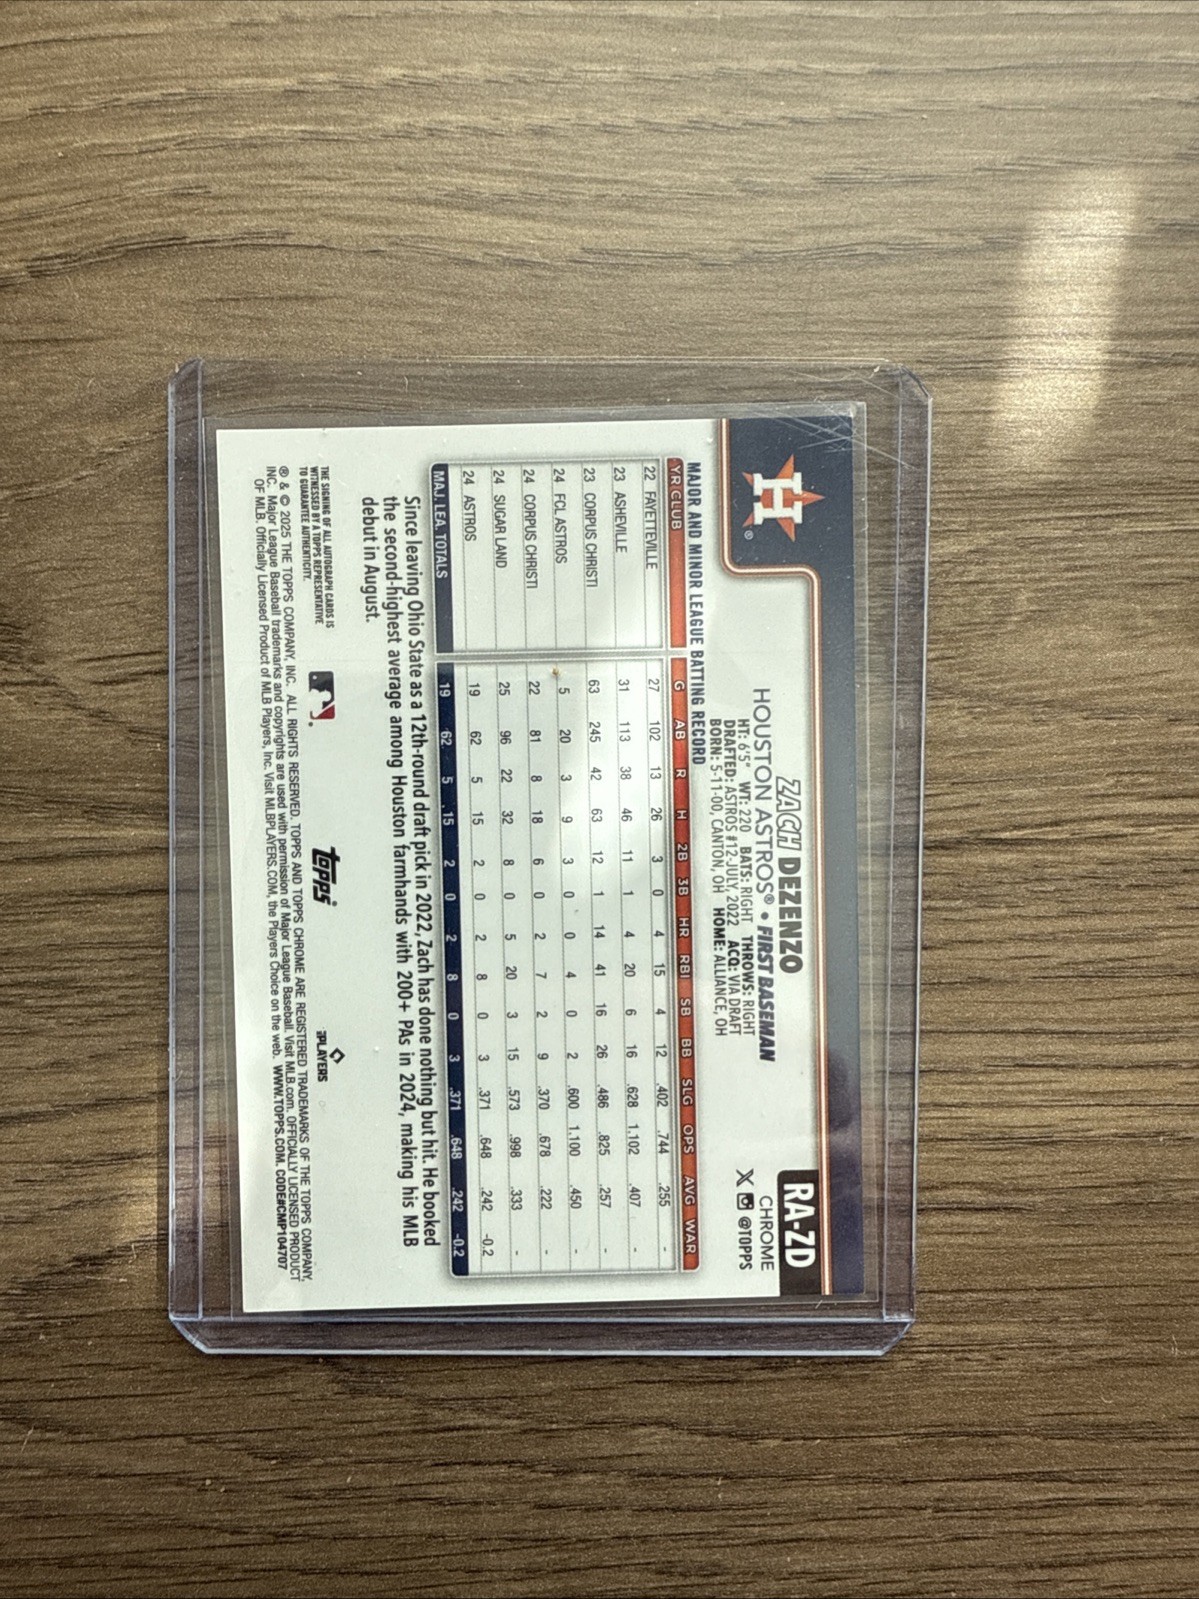 H®
RA-ZD
CHROME
@TOPPS
ZACH DEZENZO
HOUSTON ASTROS® • FIRST BASEMAN
HT: 6'5" WT: 220 BATS: RIGHT THROWS: RIGHT
DRAFTED: ASTROS #12-JULY, 2022 ACQ: VIA DRAFT
BORN: 5-11-00, CANTON, OH HOME: ALLIANCE, OH
MAJOR AND MINOR LEAGUE BATTING RECORD
YR CLUB G AB R H 2B 3B HR RBI SB BB SLG OPS AVG WAR
22 FAYETTEVILLE 27 102 13 26 3 0 4 15 4 12 .402 .744 .255 -
23 ASHEVILLE 31 113 38 46 11 1 4 20 6 16 .628 1.102 .407 -
23 CORPUS CHRISTI 63 245 42 63 12 1 14 41 16 26 .486 .825 .257 -
24 FCL ASTROS 5 20 3 9 3 0 0 4 0 2 .600 1.100 .450 -
24 CORPUS CHRISTI 22 81 8 18 6 0 2 7 2 9 .370 .678 .222 -
24 SUGAR LAND 25 96 22 32 8 0 5 20 3 15 .573 .998 .333 -
24 ASTROS 19 62 5 15 2 0 2 8 0 3 .371 .648 .242 -0.2
MAJ. LEA. TOTALS 19 62 5 15 2 0 2 8 0 3 .371 .648 .242 -0.2
Since leaving Ohio State as a 12th-round draft pick in 2022, Zach has done nothing but hit. He booked
the second-highest average among Houston farmhands with 200+ PAs in 2024, making his MLB
debut in August.
THE SIGNING OF ALL AUTOGRAPH CARDS IS
WITNESSED BY A TOPPS REPRESENTATIVE
TO GUARANTEE AUTHENTICITY.
topps®
PLAYERS
® & © 2025 THE TOPPS COMPANY, INC. ALL RIGHTS RESERVED. TOPPS AND TOPPS CHROME ARE REGISTERED TRADEMARKS OF THE TOPPS COMPANY,
INC. Major League Baseball trademarks and copyrights are used with permission of Major League Baseball. Visit MLB.com. OFFICIALLY LICENSED PRODUCT
OF MLB. Officially Licensed Product of MLB Players, Inc. Visit MLBPLAYERS.COM, the Players Choice on the web. WWW.TOPPS.COM. CODE#CMP104707